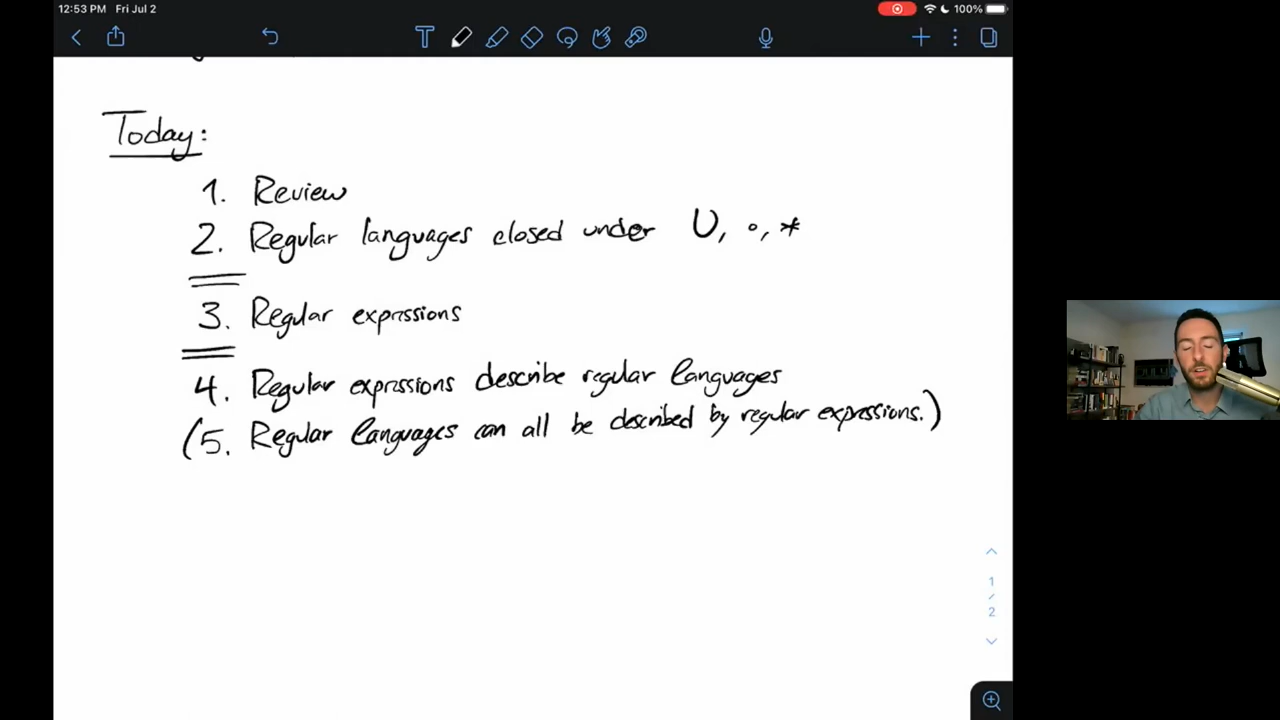 12:53 PM Fri Jul 2 100%
Today:
1. Review
2. Regular languages closed under ∪, ∘, *
3. Regular expressions
4. Regular expressions describe regular languages
(5. Regular languages can all be described by regular expressions.)
1
/
2